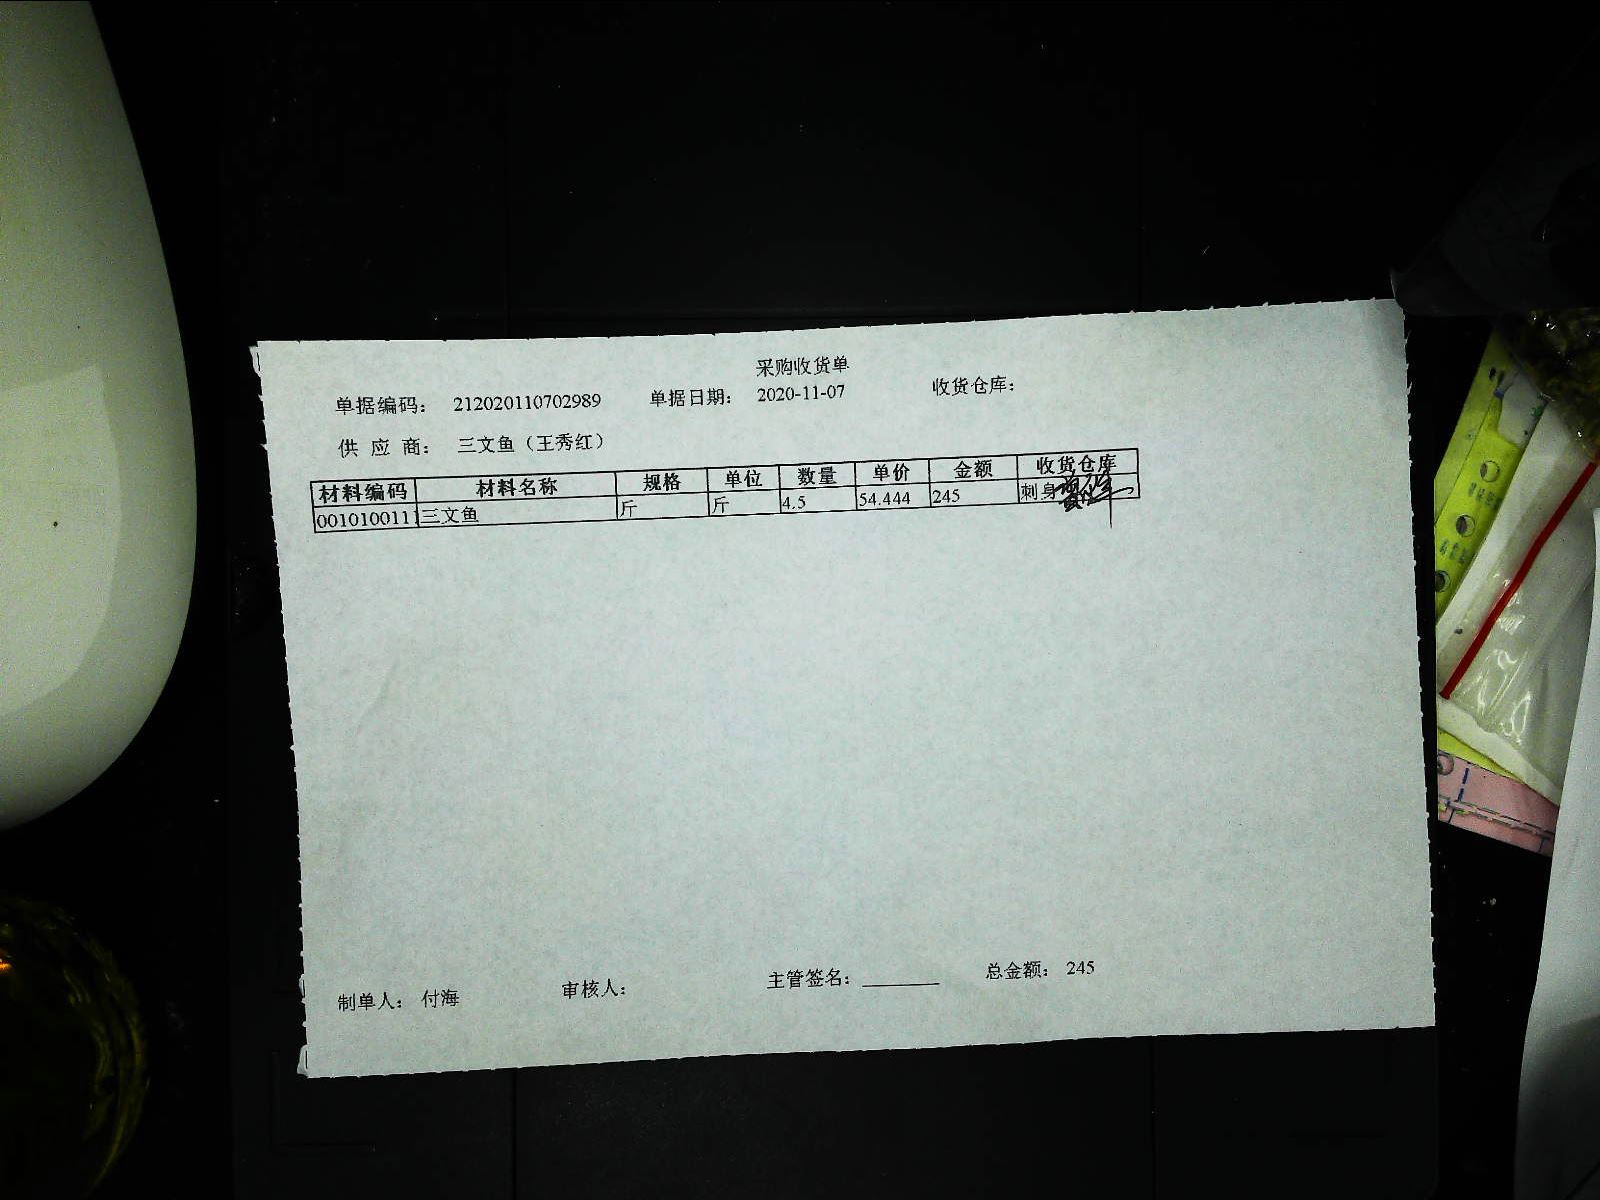 采购收货单
单据编码： 212020110702989 单据日期： 2020-11-07 收货仓库：
供 应 商： 三文鱼（王秀红）
材料编码 材料名称 规格 单位 数量 单价 金额 收货仓库
001010011 三文鱼 斤 斤 4.5 54.444 245 刺身
制单人： 付海 审核人： 主管签名： 总金额： 245